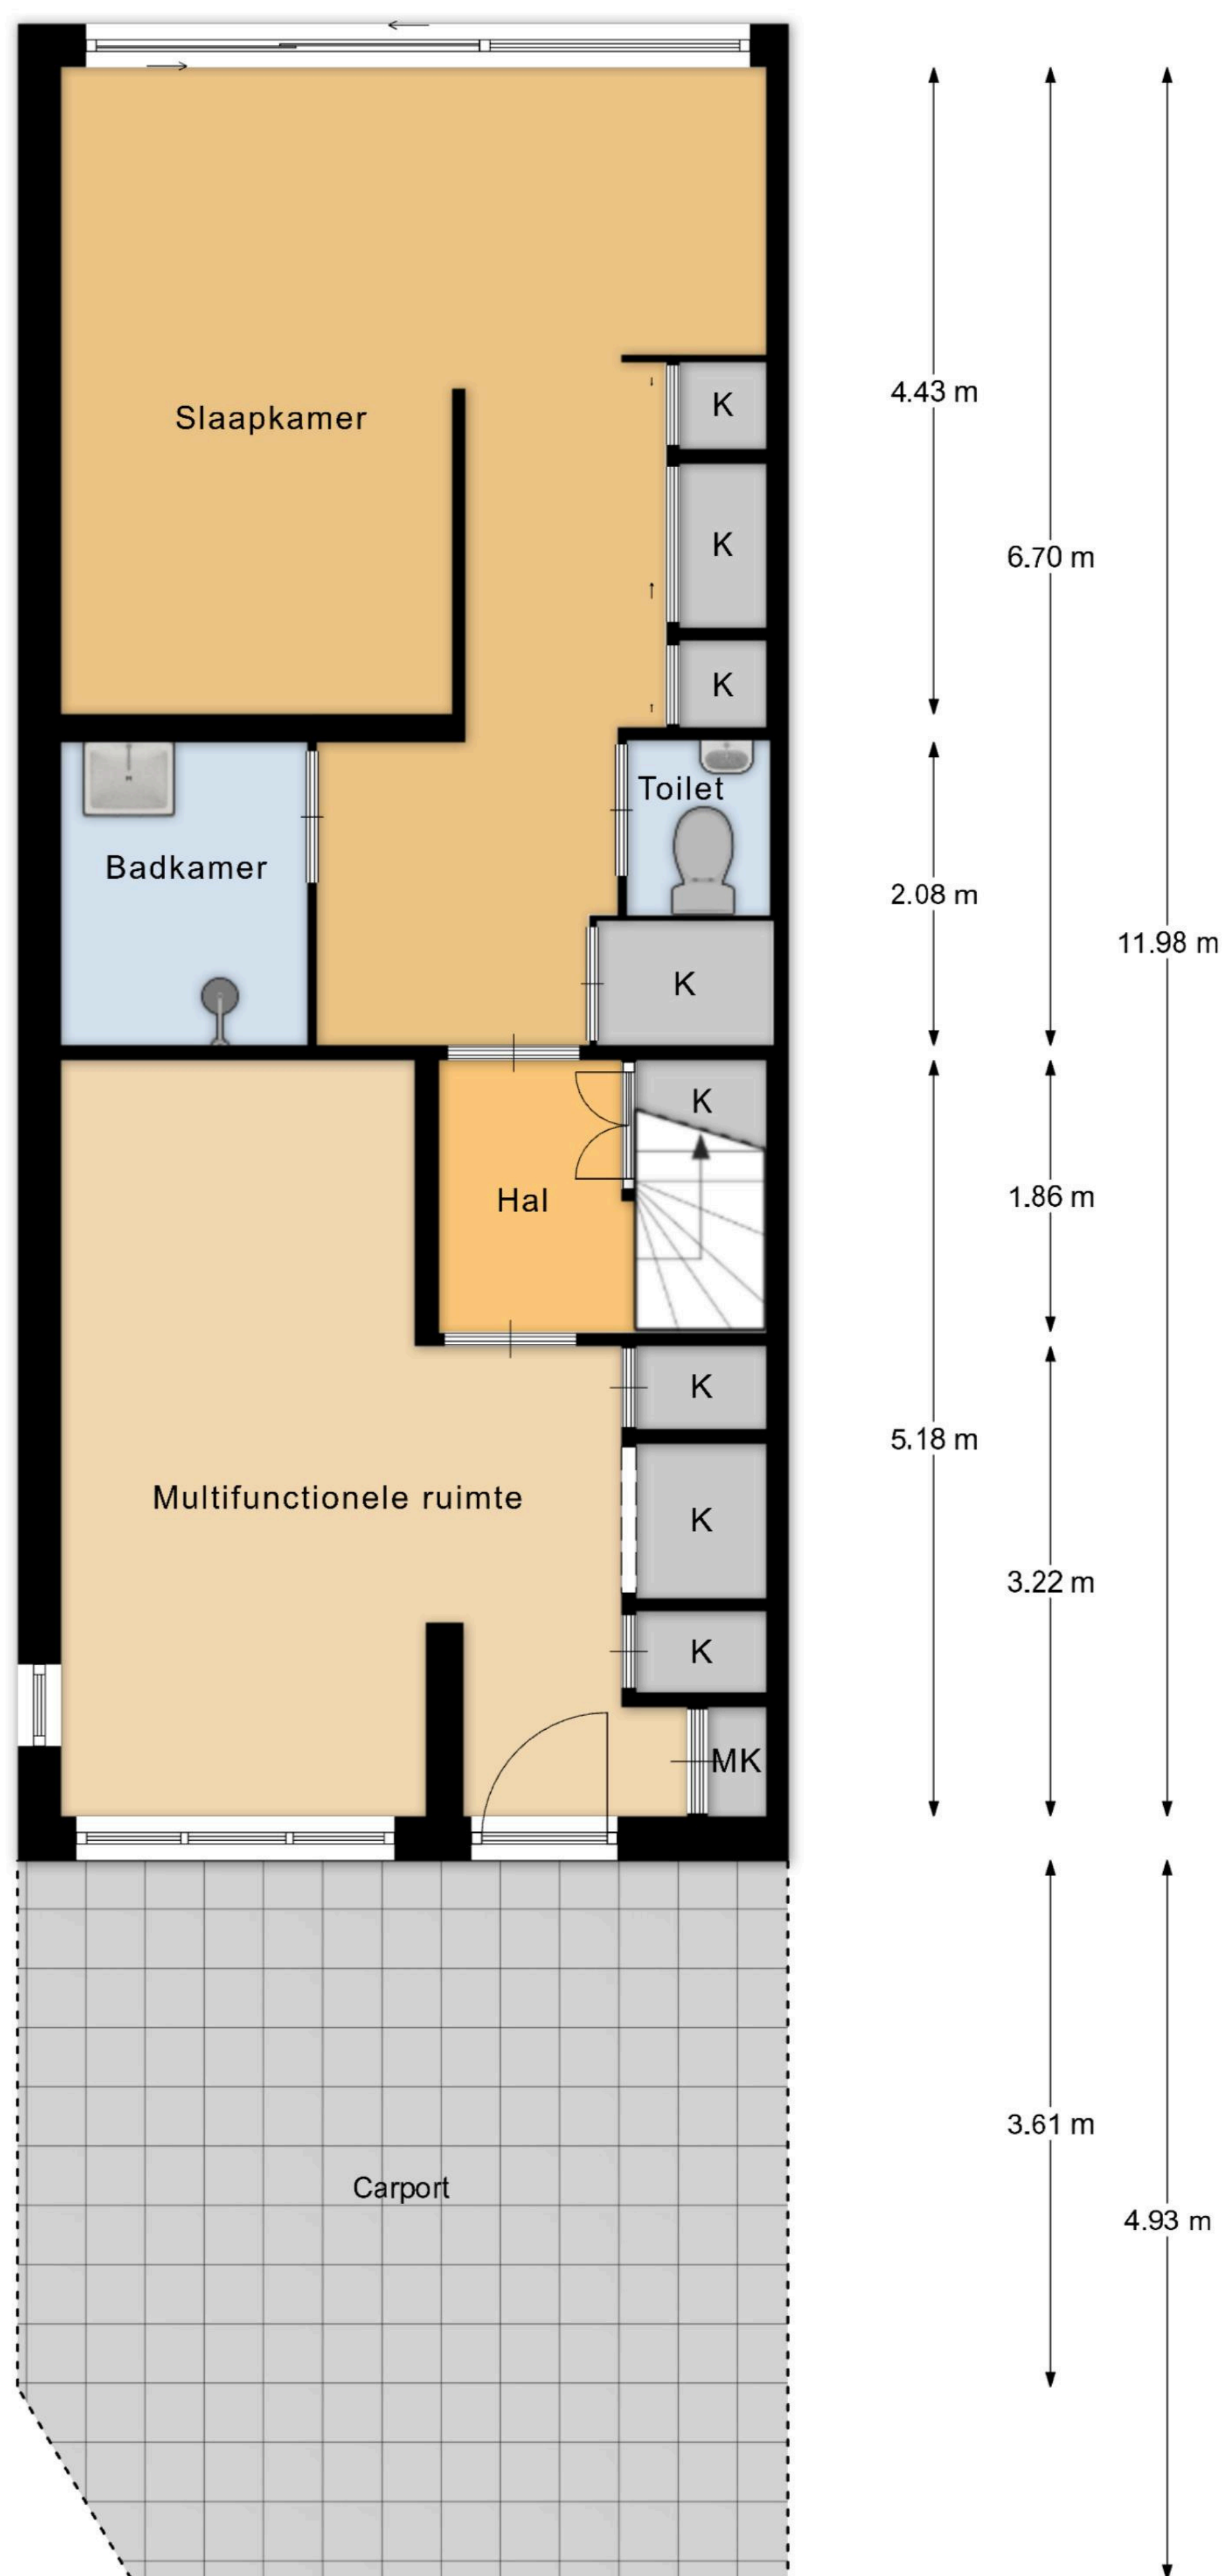 K
4.43 m
Slaapkamer
K
6.70 m
K
Toilet
Badkamer
2.08 m
11.98 m
K
K
1.86 m
Hal
K
5.18 m
Multifunctionele ruimte
K
3.22 m
K
MK
3.61 m
Carport
4.93 m